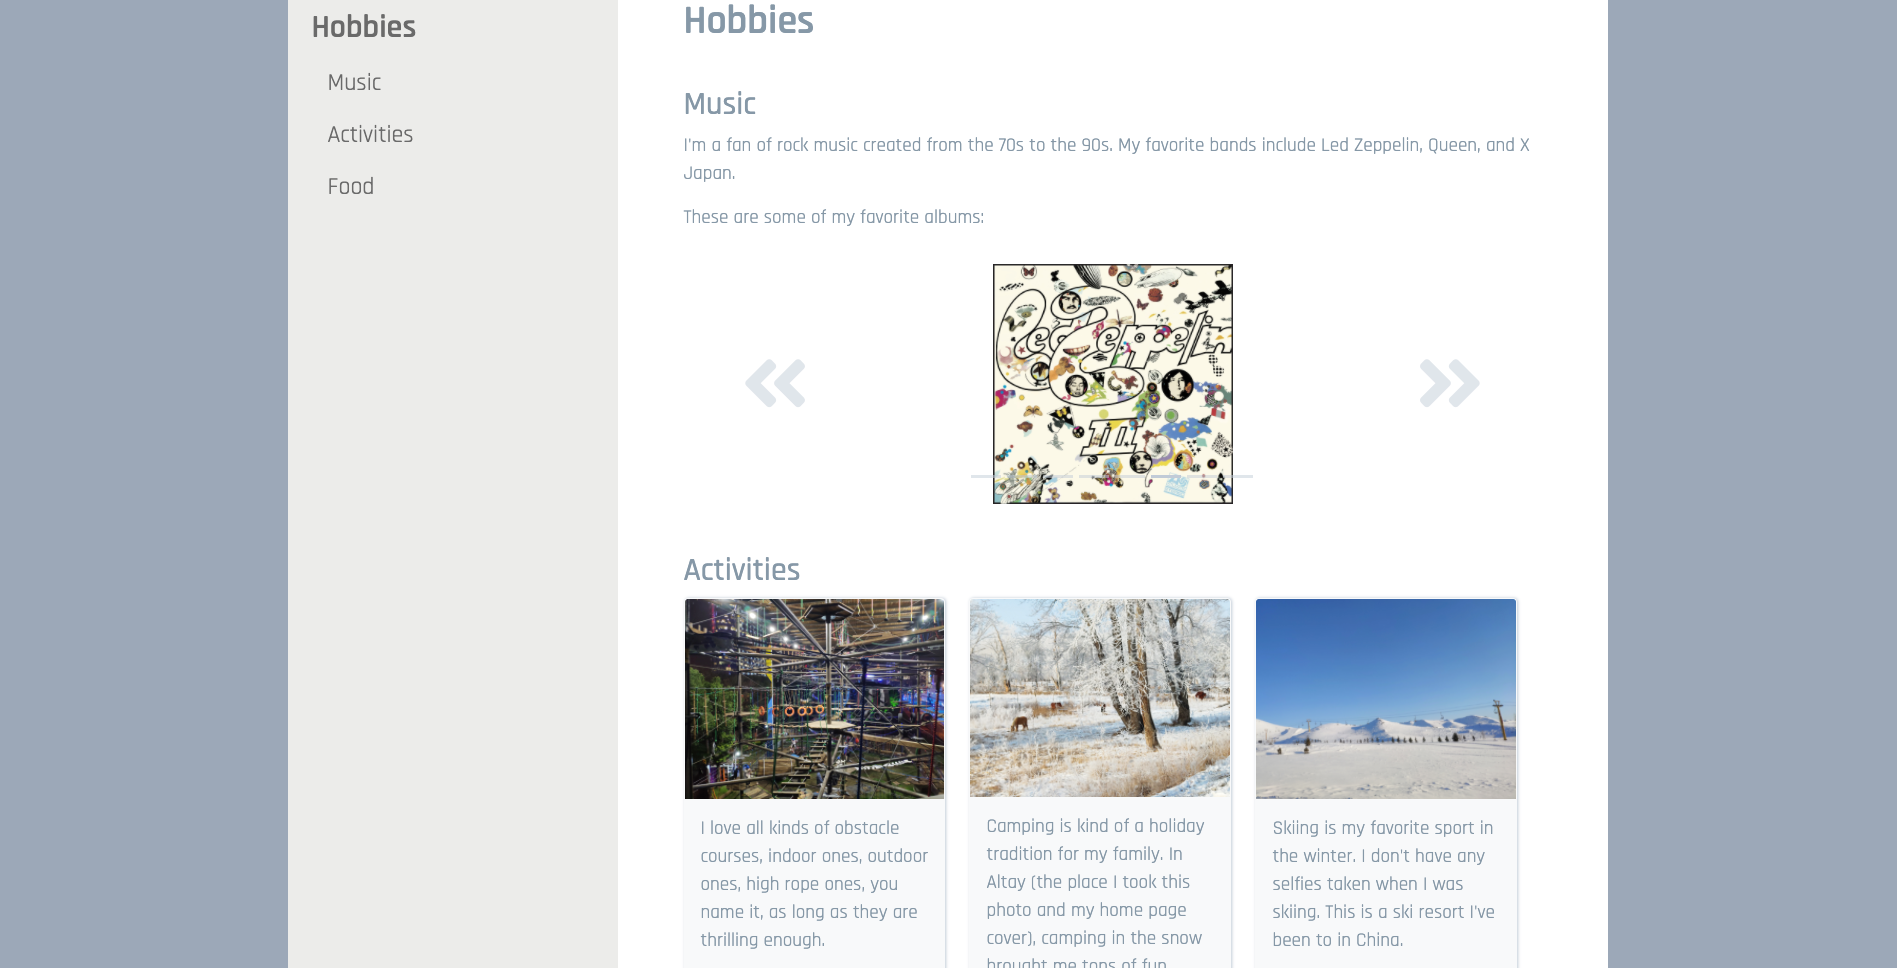 Hobbies
Music
Activities
Food
Hobbies
Music
I'm a fan of rock music created from the 70s to the 90s. My favorite bands include Led Zeppelin, Queen, and X
Japan.
These are some of my favorite albums:
Led Zeppelin
III
Activities
I love all kinds of obstacle
courses, indoor ones, outdoor
ones, high rope ones, you
name it, as long as they are
thrilling enough.
Camping is kind of a holiday
tradition for my family. In
Altay (the place I took this
photo and my home page
cover), camping in the snow
brought me tons of fun
Skiing is my favorite sport in
the winter. I don't have any
selfies taken when I was
skiing. This is a ski resort I've
been to in China.